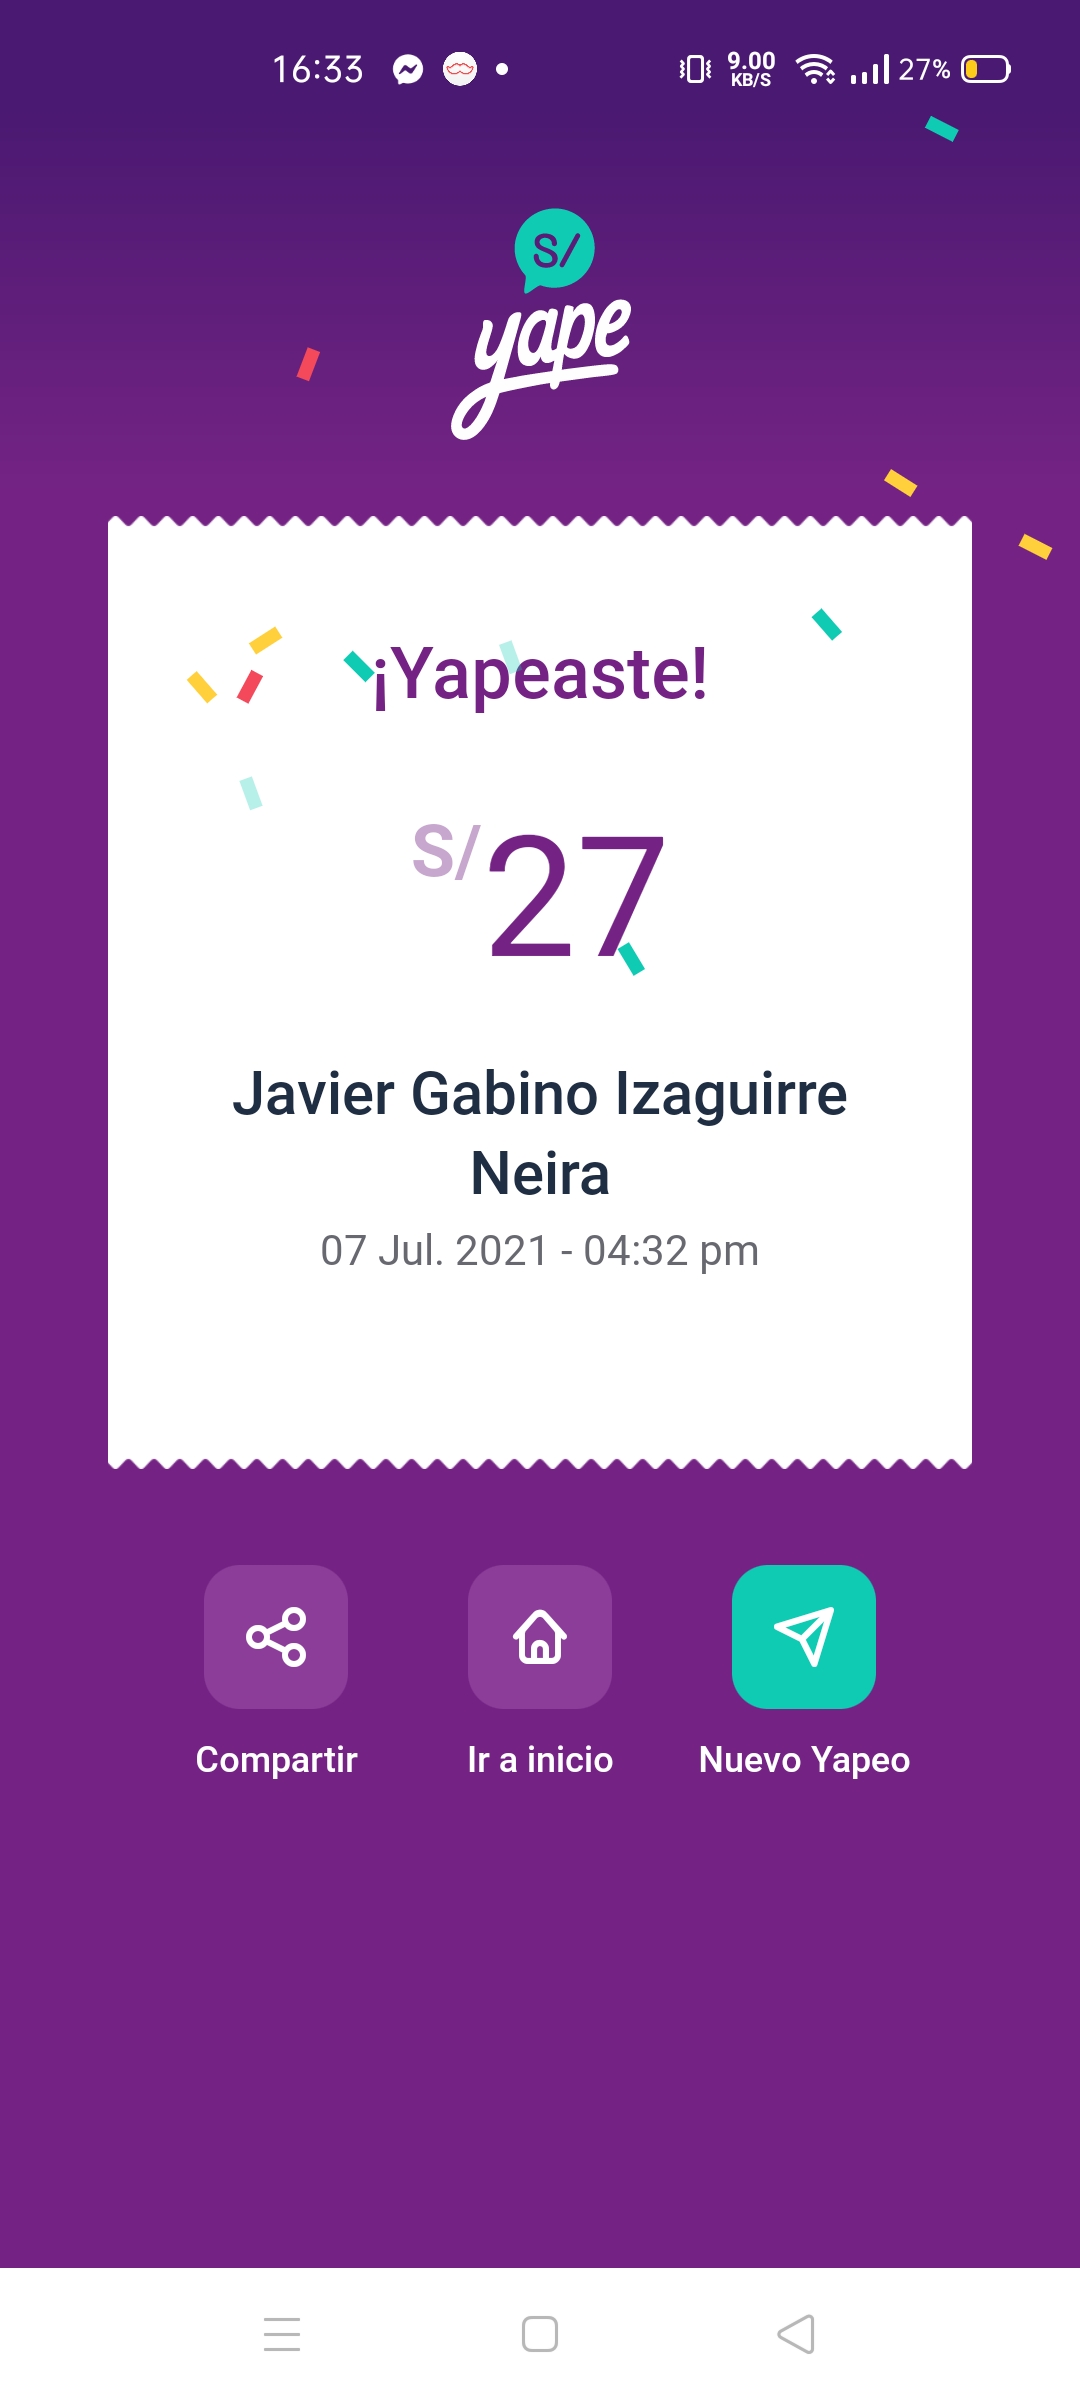 16:33 9.00 KB/S 27%
S/
yape
¡Yapeaste!
S/27
Javier Gabino Izaguirre
Neira
07 Jul. 2021 - 04:32 pm
Compartir Ir a inicio Nuevo Yapeo